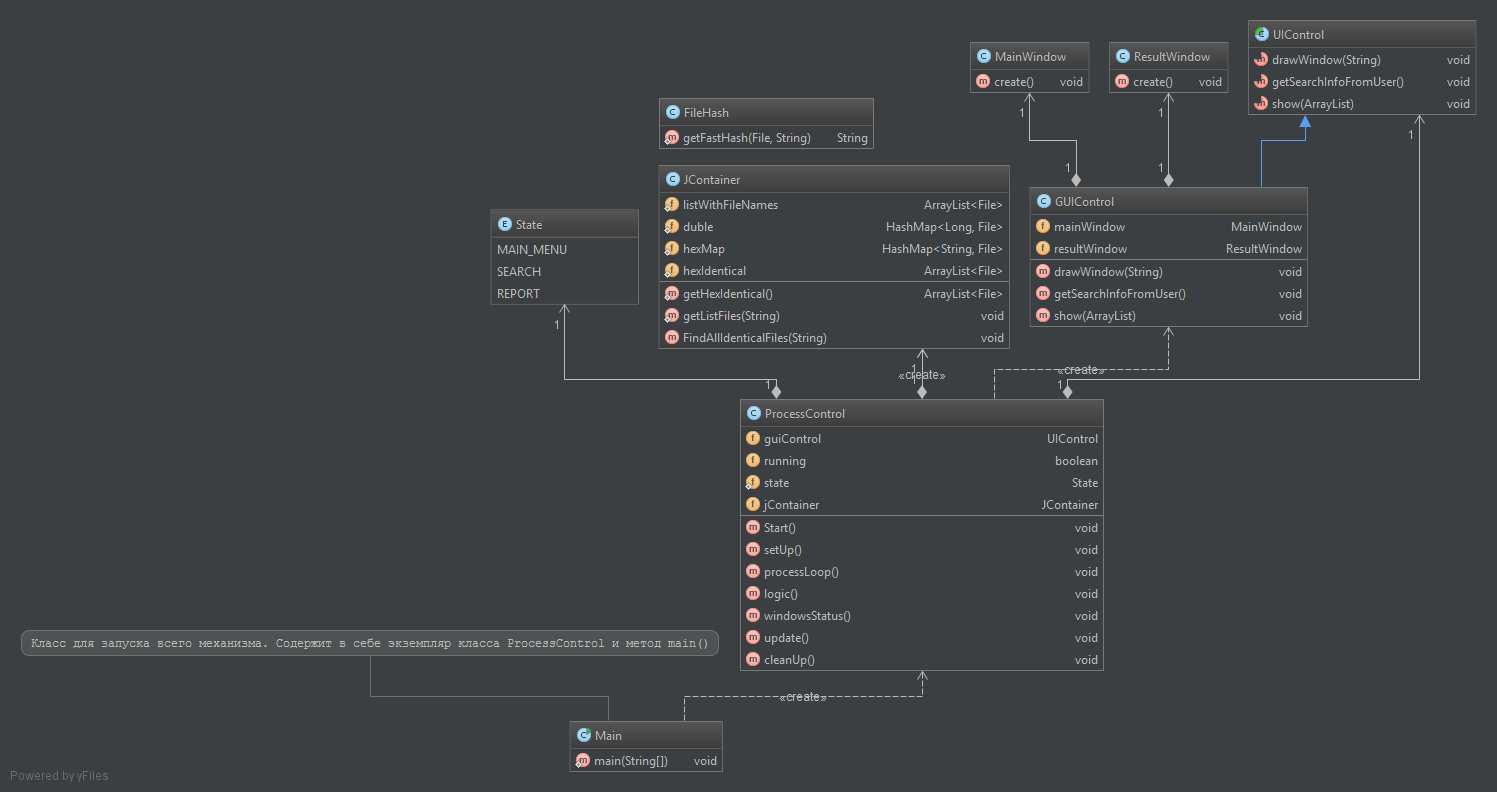 UIControl
drawWindow(String) void
getSearchInfoFromUser() void
show(ArrayList) void
MainWindow
create() void
ResultWindow
create() void
1
1
1
1
1
FileHash
getFastHash(File, String) String
JContainer
listWithFileNames ArrayList<File>
duble HashMap<Long, File>
hexMap HashMap<String, File>
hexIdentical ArrayList<File>
getHexIdentical() ArrayList<File>
getListFiles(String) void
FindAllIdenticalFiles(String) void
GUIControl
mainWindow MainWindow
resultWindow ResultWindow
drawWindow(String) void
getSearchInfoFromUser() void
show(ArrayList) void
State
MAIN_MENU
SEARCH
REPORT
1
1
1
1
1
«create»
«create»
ProcessControl
guiControl UIControl
running boolean
state State
jContainer JContainer
Start() void
setUp() void
processLoop() void
logic() void
windowsStatus() void
update() void
cleanUp() void
Класс для запуска всего механизма. Содержит в себе экземпляр класса ProcessControl и метод main()
«create»
Main
main(String[]) void
Powered by yFiles